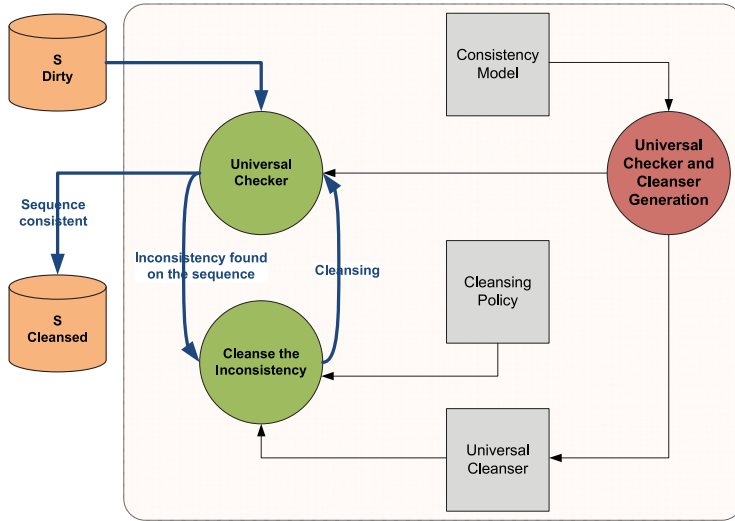 S
Dirty
Consistency
Model
Universal
Checker
Universal
Checker and
Cleanser
Generation
Sequence
consistent
Inconsistency found
on the sequence
Cleansing
Cleansing
Policy
S
Cleansed
Cleanse the
Inconsistency
Universal
Cleanser